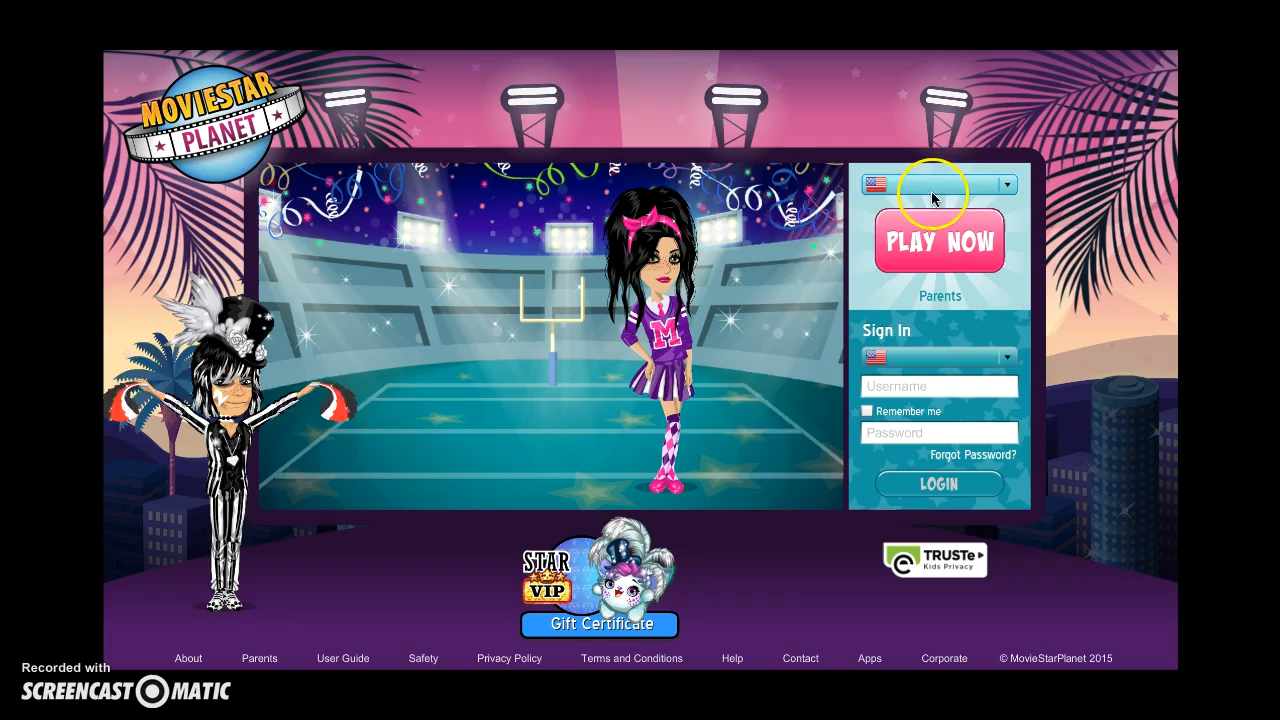 MOVIESTAR
PLANET
M
PLAY NOW
Parents
Sign In
Username
Remember me
Password
Forgot Password?
LOGIN
STAR
VIP
Gift Certificate
TRUSTe
Kids Privacy
About
Parents
User Guide
Safety
Privacy Policy
Terms and Conditions
Help
Contact
Apps
Corporate
© MovieStarPlanet 2015
Recorded with
SCREENCAST-O-MATIC